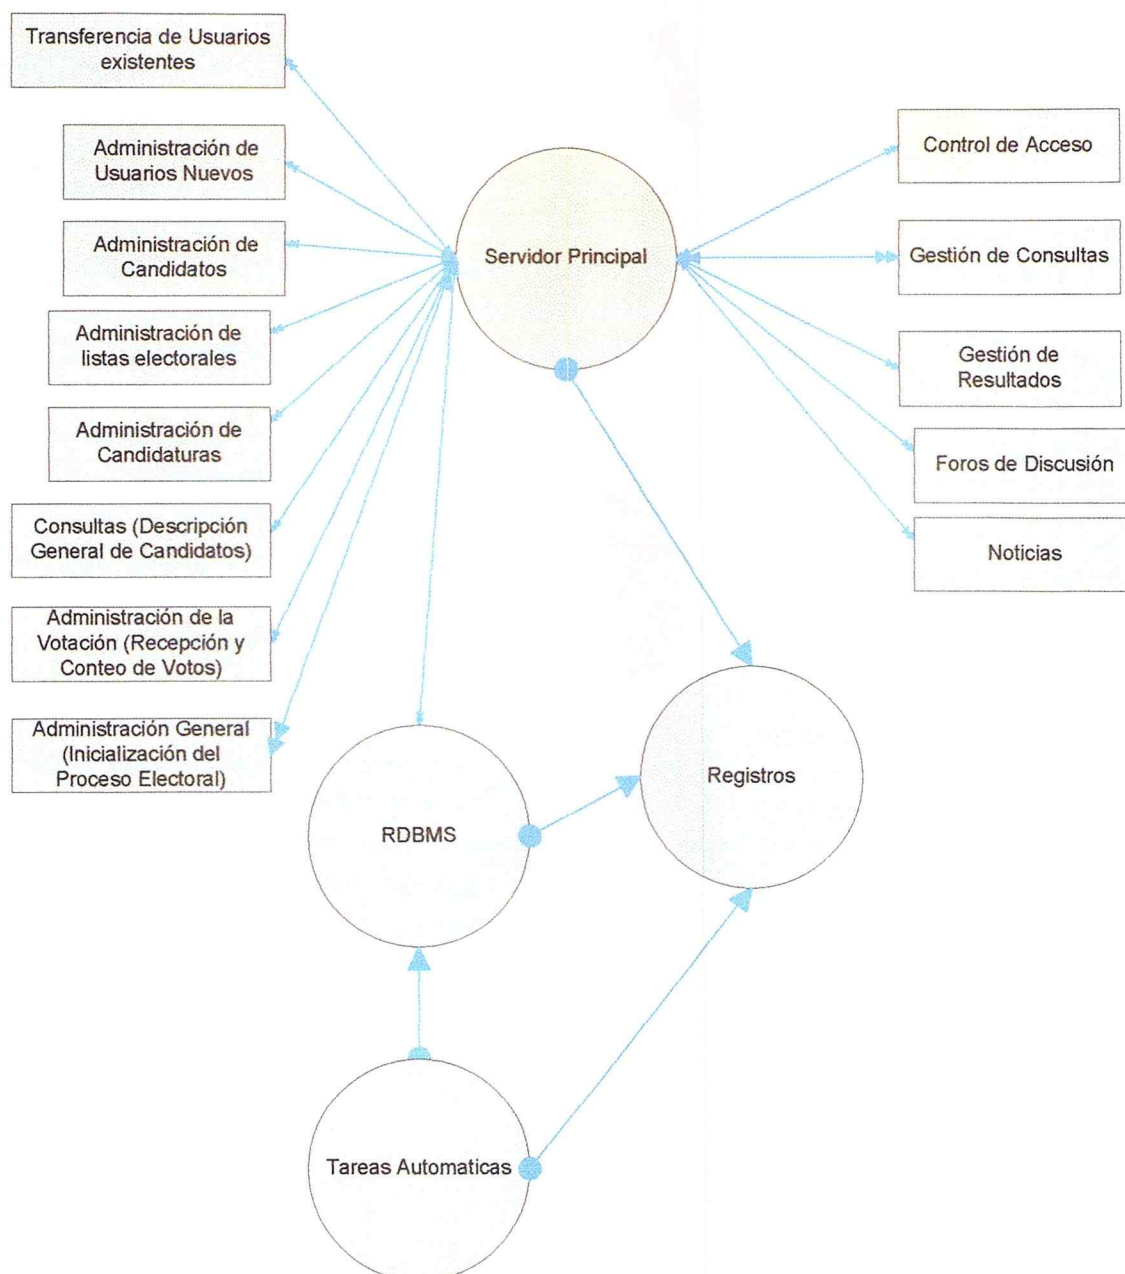 Transferencia de Usuarios
existentes
Administración de
Usuarios Nuevos
Administración de
Candidatos
Administración de
listas electorales
Administración de
Candidaturas
Consultas (Descripción
General de Candidatos)
Administración de la
Votación (Recepción y
Conteo de Votos)
Administración General
(Inicialización del
Proceso Electoral)
Servidor Principal
Control de Acceso
Gestión de Consultas
Gestión de
Resultados
Foros de Discusión
Noticias
Registros
RDBMS
Tareas Automaticas